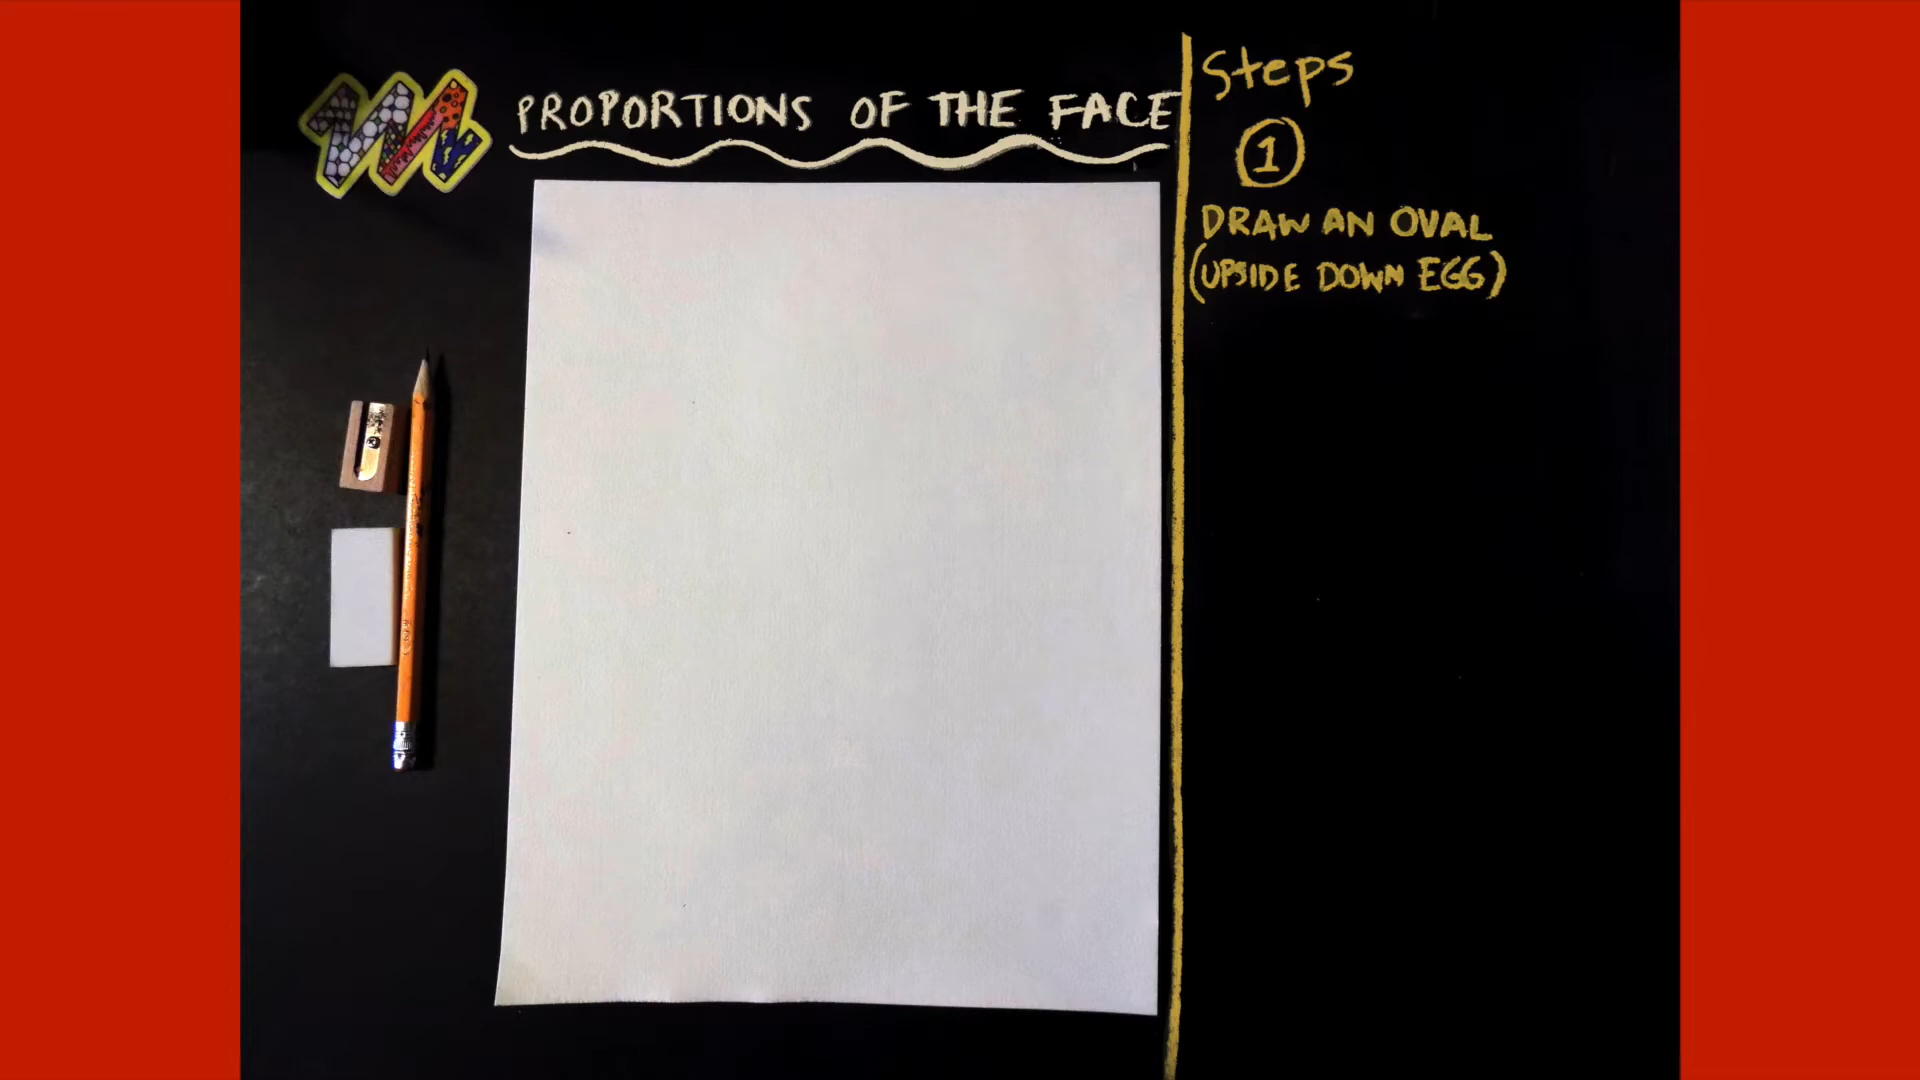 PROPORTIONS OF THE FACE
Steps
1
DRAW AN OVAL
(UPSIDE DOWN EGG)